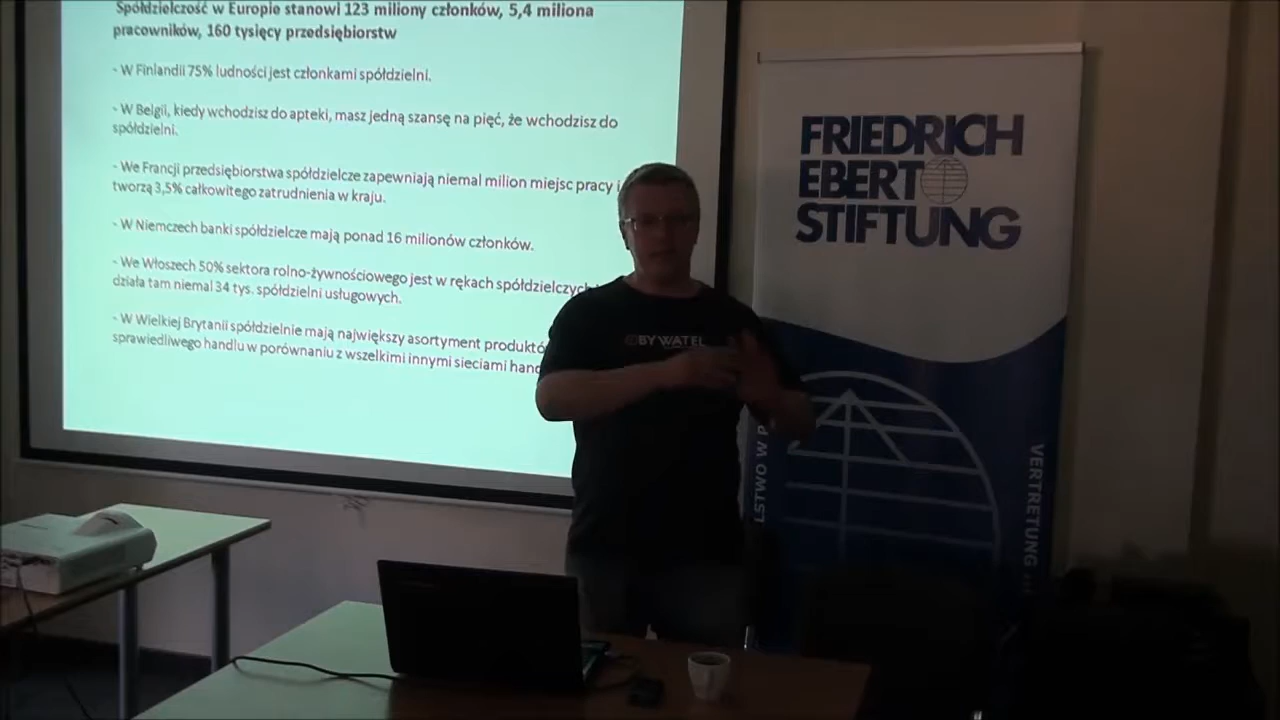 Spółdzielczość w Europie stanowi 123 miliony członków, 5,4 miliona
pracowników, 160 tysięcy przedsiębiorstw
- W Finlandii 75% ludności jest członkami spółdzielni.
- W Belgii, kiedy wchodzisz do apteki, masz jedną szansę na pięć, że wchodzisz do
spółdzielni.
- We Francji przedsiębiorstwa spółdzielcze zapewniają niemal milion miejsc pracy i
tworzą 3,5% całkowitego zatrudnienia w kraju.
- W Niemczech banki spółdzielcze mają ponad 16 milionów członków.
- We Włoszech 50% sektora rolno-żywnościowego jest w rękach spółdzielczych
działa tam niemal 34 tys. spółdzielni usługowych.
- W Wielkiej Brytanii spółdzielnie mają największy asortyment produktó
sprawiedliwego handlu w porównaniu z wszelkimi innymi sieciami hand
FRIEDRICH
EBERT
STIFTUNG
OBYWATEL
LSTWO W P
VERTRETUNG